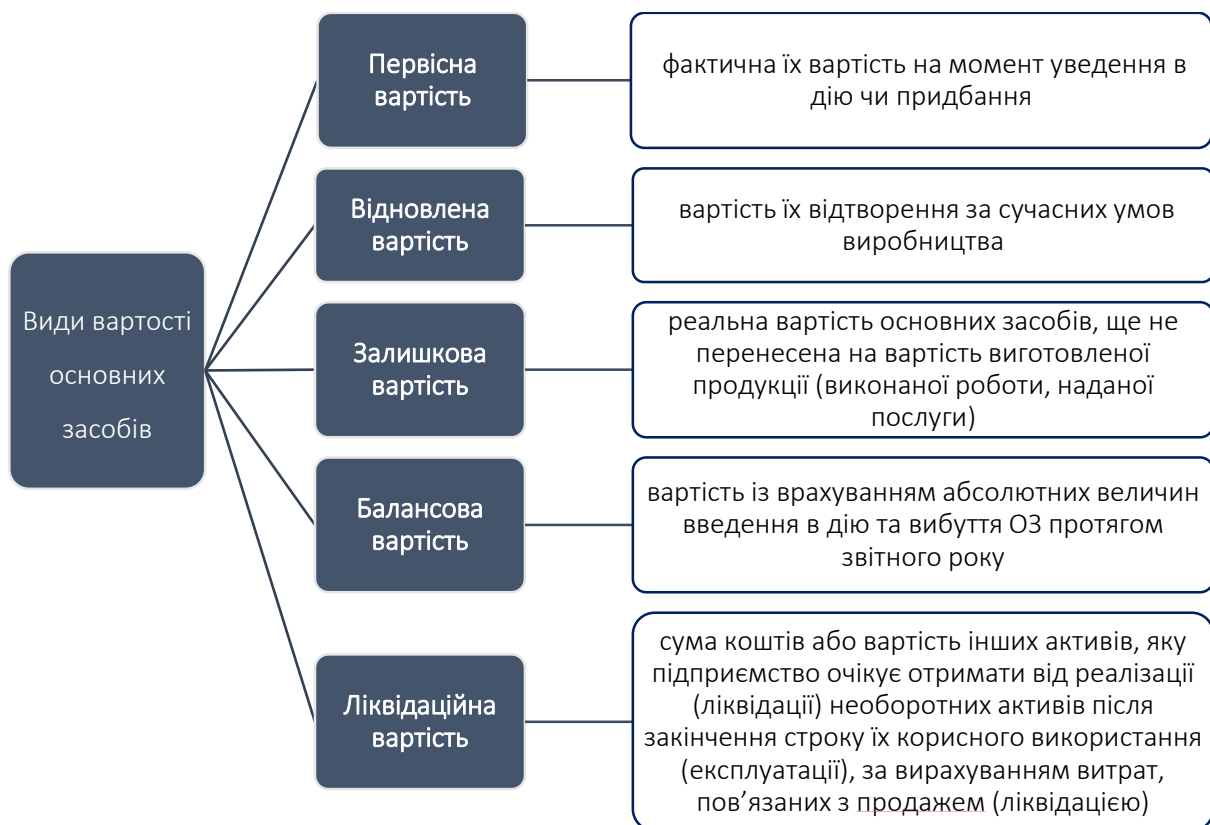 Види вартості
основних
засобів
Первісна
вартість
фактична їх вартість на момент уведення в
дію чи придбання
Відновлена
вартість
вартість їх відтворення за сучасних умов
виробництва
Залишкова
вартість
реальна вартість основних засобів, ще не
перенесена на вартість виготовленої
продукції (виконаної роботи, наданої
послуги)
Балансова
вартість
вартість із врахуванням абсолютних величин
введення в дію та вибуття ОЗ протягом
звітного року
Ліквідаційна
вартість
сума коштів або вартість інших активів, яку
підприємство очікує отримати від реалізації
(ліквідації) необоротних активів після
закінчення строку їх корисного використання
(експлуатації), за вирахуванням витрат,
пов’язаних з продажем (ліквідацією)